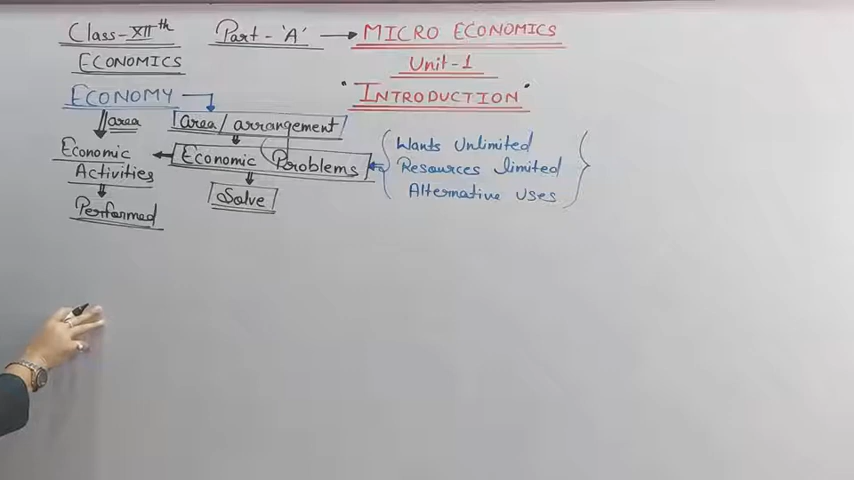 Class-XIIth Part-'A' → MICRO ECONOMICS
ECONOMICS Unit-1
ECONOMY INTRODUCTION
area area/arrangement
Economic Economic Problems
Activities Solve
Performed
Wants Unlimited
Resources limited
Alternative Uses